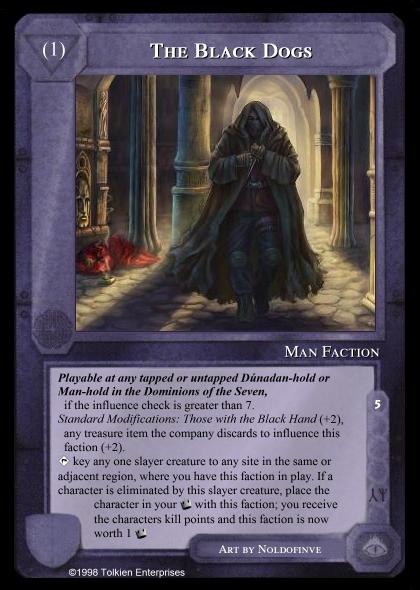 (1)
THE BLACK DOGS
MAN FACTION
Playable at any tapped or untapped Dúnadan-hold or
Man-hold in the Dominions of the Seven,
if the influence check is greater than 7.
Standard Modifications: Those with the Black Hand (+2),
any treasure item the company discards to influence this
faction (+2).
key any one slayer creature to any site in the same or
adjacent region, where you have this faction in play. If a
character is eliminated by this slayer creature, place the
character in your with this faction; you receive
the characters kill points and this faction is now
worth 1
5
ART BY NOLDOFINVE
©1998 Tolkien Enterprises